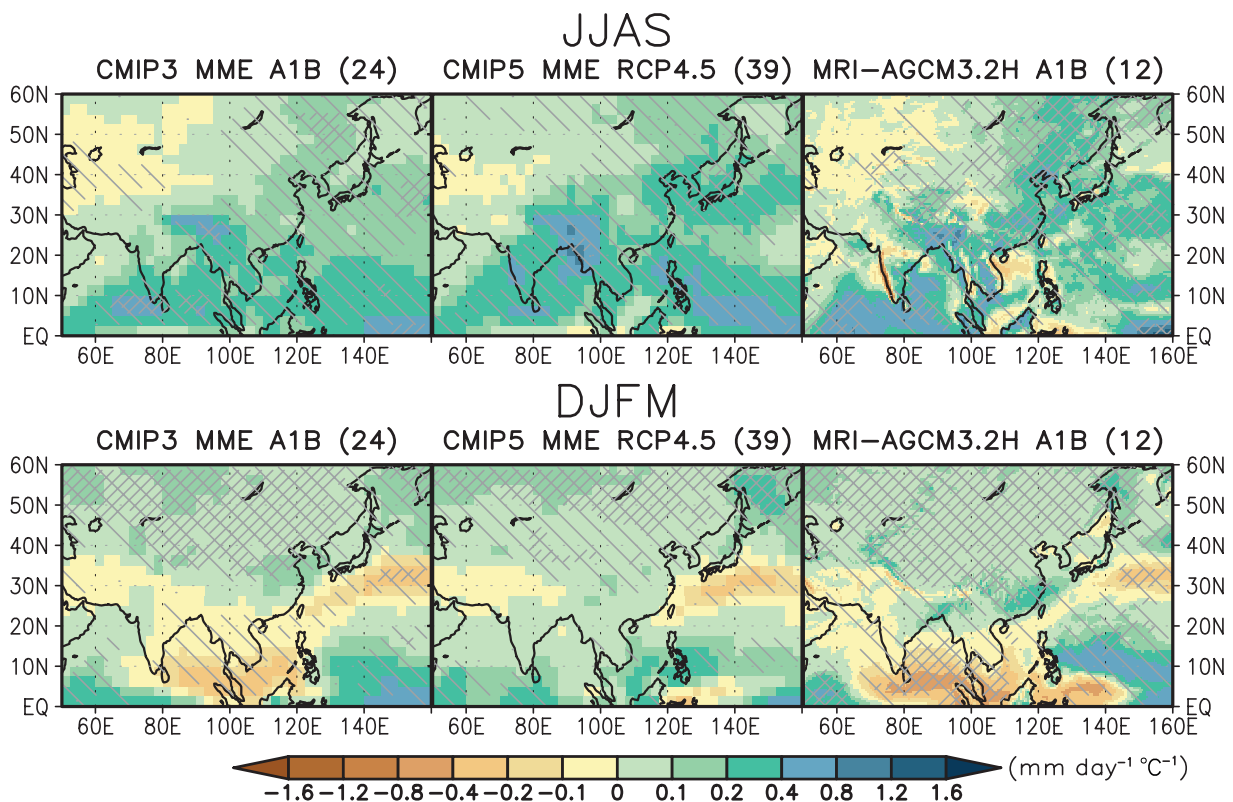 JJAS
CMIP3 MME A1B (24) CMIP5 MME RCP4.5 (39) MRI-AGCM3.2H A1B (12)
60N 60N
50N 50N
40N 40N
30N 30N
20N 20N
10N 10N
EQ EQ
60E 80E 100E 120E 140E 60E 80E 100E 120E 140E 60E 80E 100E 120E 140E 160E
DJFM
CMIP3 MME A1B (24) CMIP5 MME RCP4.5 (39) MRI-AGCM3.2H A1B (12)
60N 60N
50N 50N
40N 40N
30N 30N
20N 20N
10N 10N
EQ EQ
60E 80E 100E 120E 140E 60E 80E 100E 120E 140E 60E 80E 100E 120E 140E 160E
(mm day⁻¹ °C⁻¹)
-1.6 -1.2 -0.8 -0.4 -0.2 -0.1 0 0.1 0.2 0.4 0.8 1.2 1.6